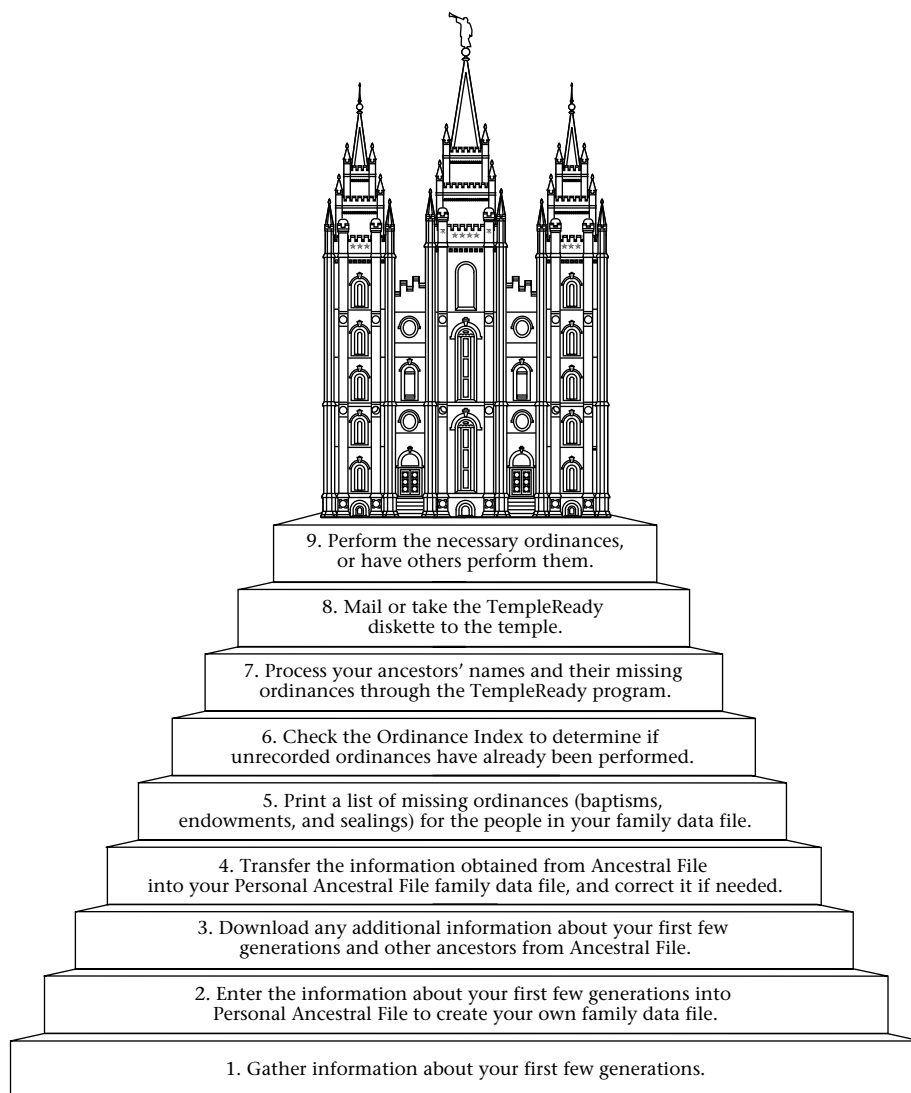 9. Perform the necessary ordinances,
or have others perform them.
8. Mail or take the TempleReady
diskette to the temple.
7. Process your ancestors’ names and their missing
ordinances through the TempleReady program.
6. Check the Ordinance Index to determine if
unrecorded ordinances have already been performed.
5. Print a list of missing ordinances (baptisms,
endowments, and sealings) for the people in your family data file.
4. Transfer the information obtained from Ancestral File
into your Personal Ancestral File family data file, and correct it if needed.
3. Download any additional information about your first few
generations and other ancestors from Ancestral File.
2. Enter the information about your first few generations into
Personal Ancestral File to create your own family data file.
1. Gather information about your first few generations.